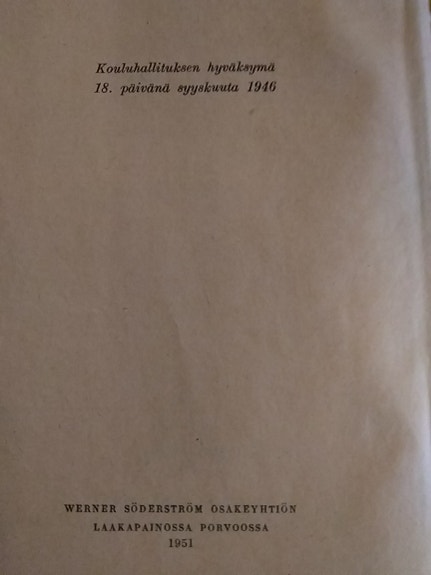 Kouluhallituksen hyväksymä
18. päivänä syyskuuta 1946
WERNER SÖDERSTRÖM OSAKEYHTIÖN
LAAKAPAINOSSA PORVOOSSA
1951